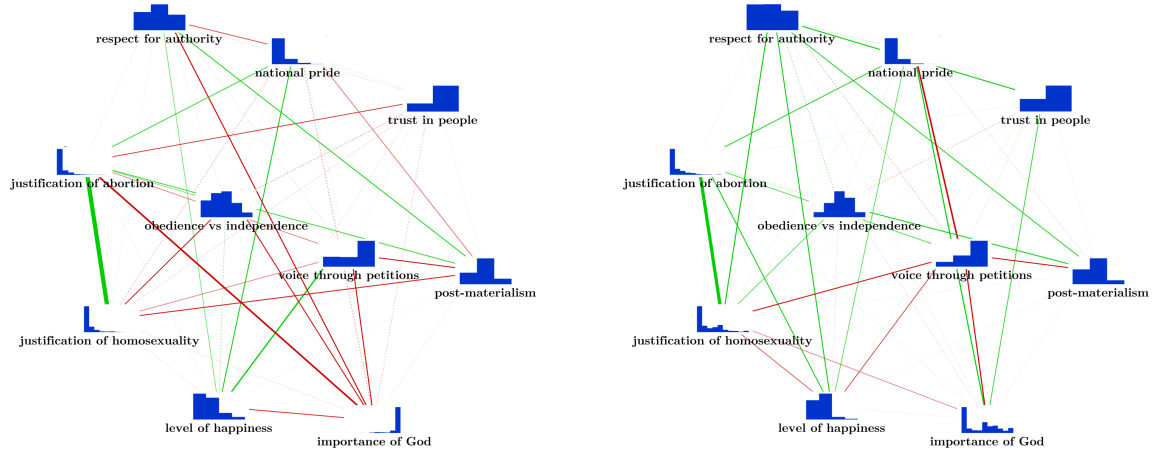 respect for authority
national pride
trust in people
justification of abortion
obedience vs independence
voice through petitions
post-materialism
justification of homosexuality
level of happiness
importance of God
respect for authority
national pride
trust in people
justification of abortion
obedience vs independence
voice through petitions
post-materialism
justification of homosexuality
level of happiness
importance of God